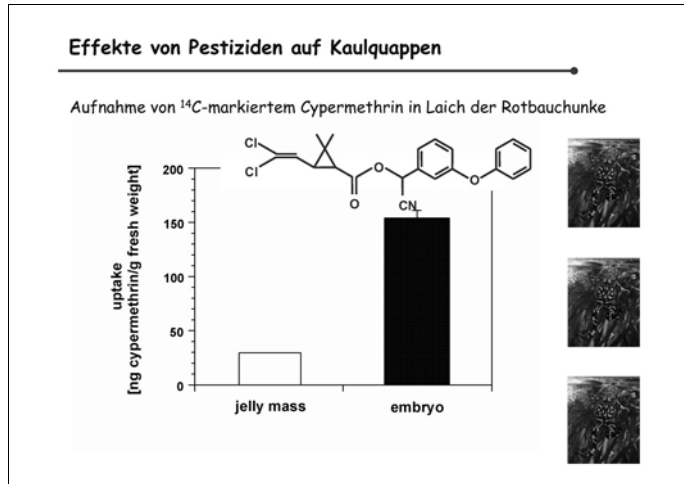 Effekte von Pestiziden auf Kaulquappen
Aufnahme von ¹⁴C-markiertem Cypermethrin in Laich der Rotbauchunke
Cl
Cl
O
O
CN
O
200
150
100
50
0
uptake
[ng cypermethrin/g fresh weight]
jelly mass
embryo